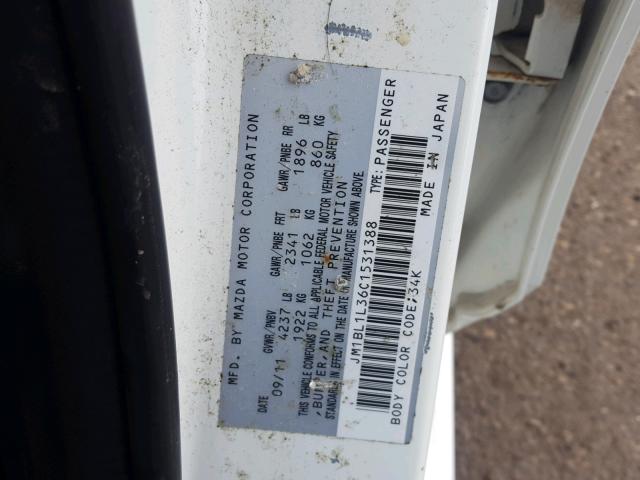 MFD. BY MAZDA MOTOR CORPORATION
DATE GVWR/PNBV GAWR/PNBE FRT GAWR/PNBE RR
09/11 4237 LB 2341 LB 1896 LB
1922 KG 1062 KG 860 KG
THIS VEHICLE CONFORMS TO ALL APPLICABLE FEDERAL MOTOR VEHICLE SAFETY
,BUMPER,AND THEFT PREVENTION
STANDARDS IN EFFECT ON THE DATE OF MANUFACTURE SHOWN ABOVE.
JM1BL1L36C1531388 TYPE: PASSENGER
BODY COLOR CODE;34K MADE IN JAPAN